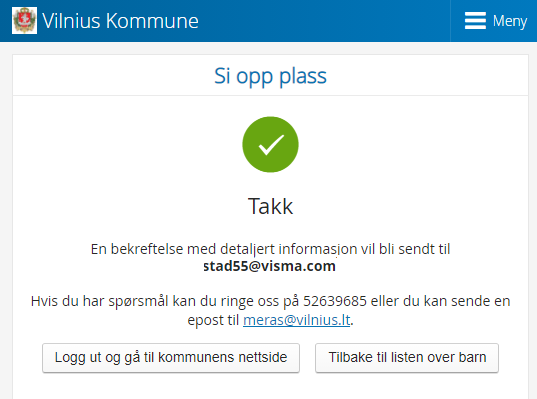 Vilnius Kommune
Meny
Si opp plass
Takk
En bekreftelse med detaljert informasjon vil bli sendt til
stad55@visma.com
Hvis du har spørsmål kan du ringe oss på 52639685 eller du kan sende en
epost til meras@vilnius.lt.
Logg ut og gå til kommunens nettside
Tilbake til listen over barn